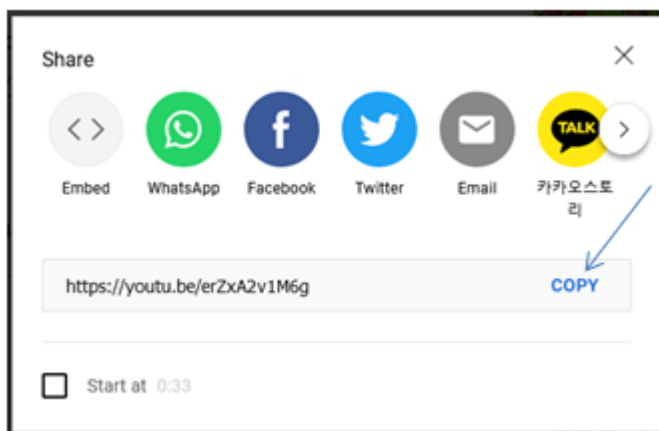 Share
TALK
Embed
WhatsApp
Facebook
Twitter
Email
카카오스토
리
https://youtu.be/erZxA2v1M6g
COPY
Start at 0:33